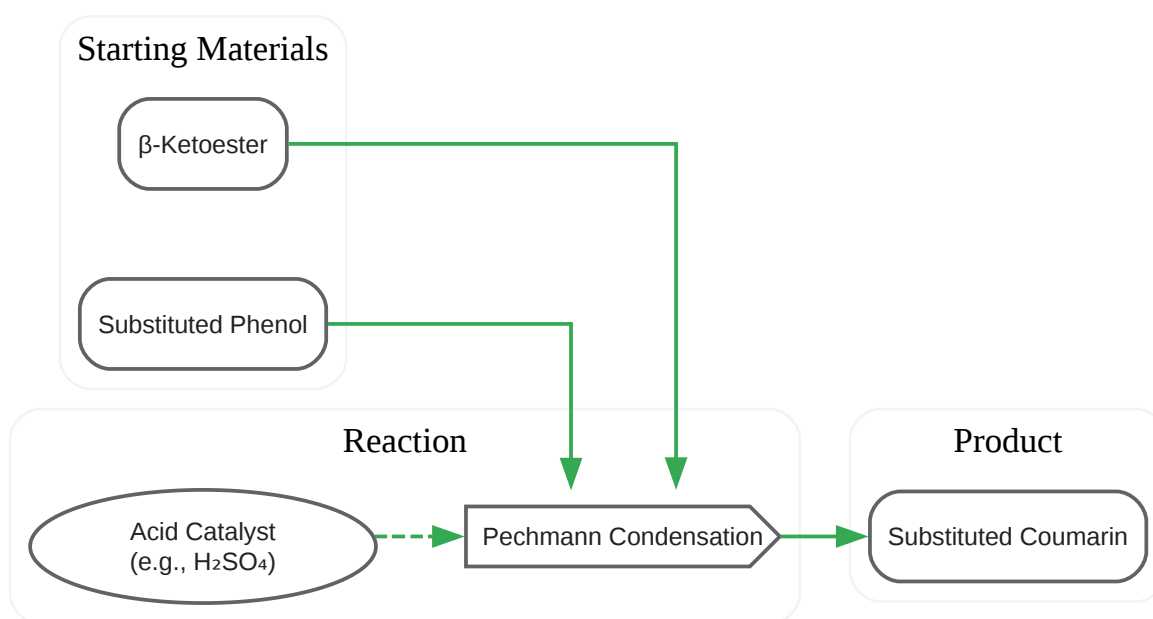 Starting Materials
β-Ketoester
Substituted Phenol
Reaction
Acid Catalyst
(e.g., H₂SO₄)
Pechmann Condensation
Product
Substituted Coumarin